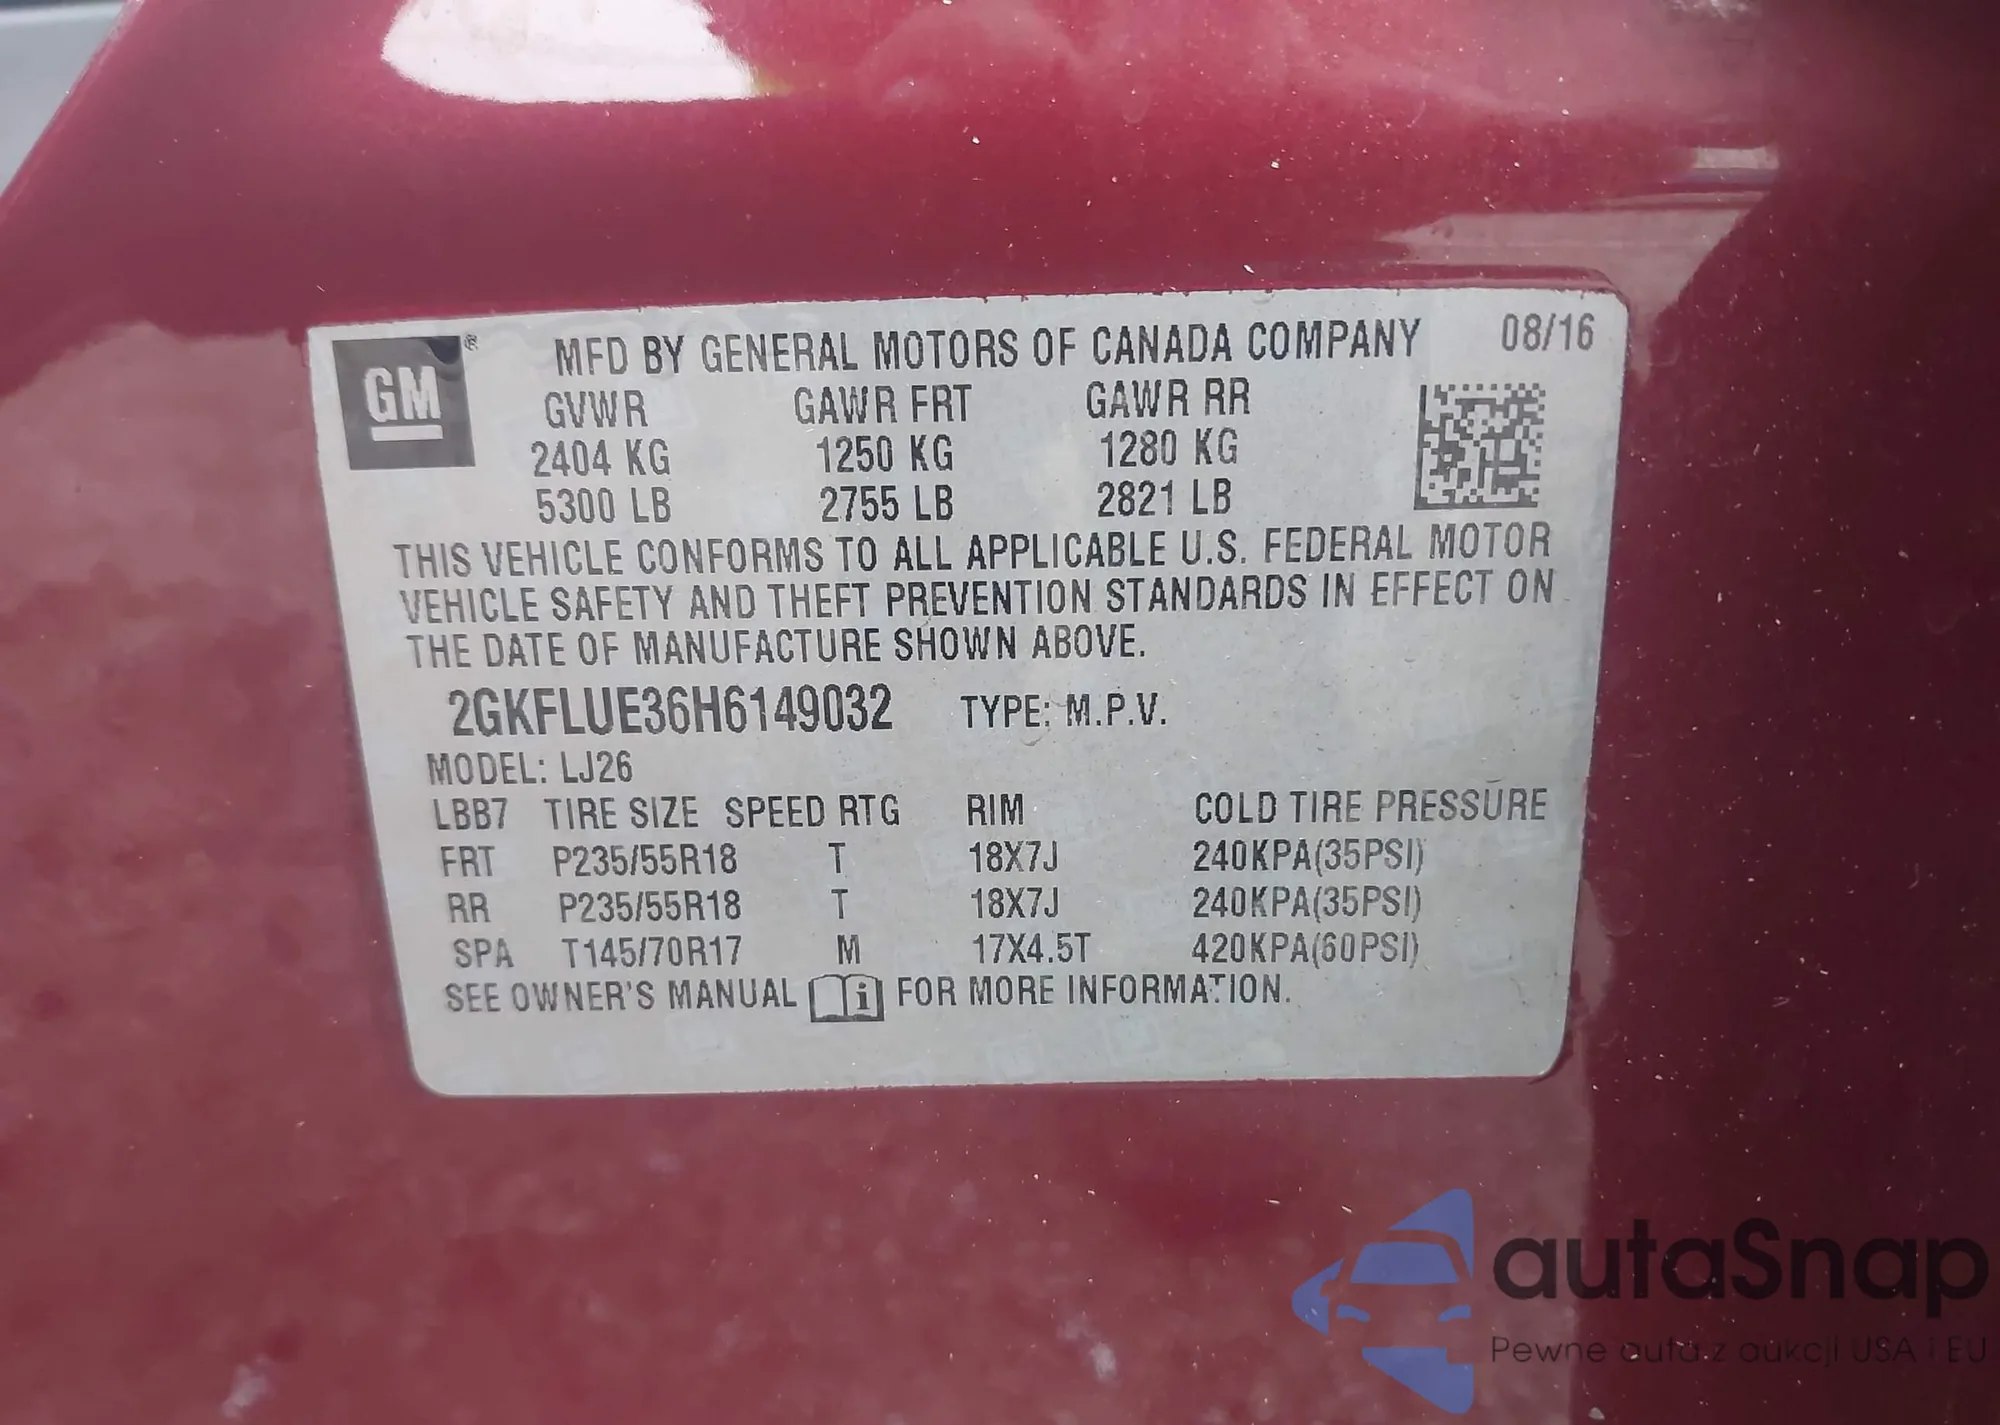 GM ® MFD BY GENERAL MOTORS OF CANADA COMPANY 08/16
GVWR GAWR FRT GAWR RR
2404 KG 1250 KG 1280 KG
5300 LB 2755 LB 2821 LB
THIS VEHICLE CONFORMS TO ALL APPLICABLE U.S. FEDERAL MOTOR
VEHICLE SAFETY AND THEFT PREVENTION STANDARDS IN EFFECT ON
THE DATE OF MANUFACTURE SHOWN ABOVE.
2GKFLUE36H6149032 TYPE: M.P.V.
MODEL: LJ26
LBB7 TIRE SIZE SPEED RTG RIM COLD TIRE PRESSURE
FRT P235/55R18 T 18X7J 240KPA(35PSI)
RR P235/55R18 T 18X7J 240KPA(35PSI)
SPA T145/70R17 M 17X4.5T 420KPA(60PSI)
SEE OWNER'S MANUAL i FOR MORE INFORMATION.
autaSnap
Pewne auta z aukcji USA i EU